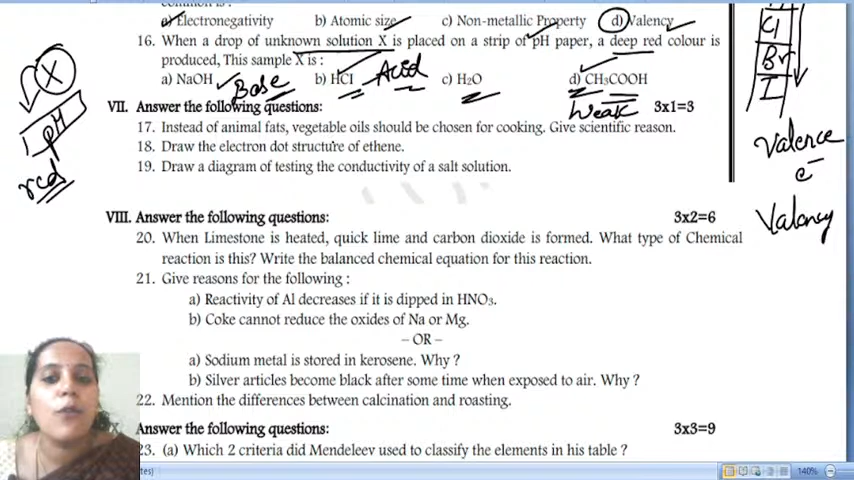 common is :
a) Electronegativity b) Atomic size c) Non-metallic Property d) Valency
16. When a drop of unknown solution X is placed on a strip of pH paper, a deep red colour is
produced, This sample X is :
a) NaOH b) HCl c) H₂O d) CH₃COOH
Base Acid Weak
VII. Answer the following questions: 3x1=3
17. Instead of animal fats, vegetable oils should be chosen for cooking. Give scientific reason.
18. Draw the electron dot structure of ethene.
19. Draw a diagram of testing the conductivity of a salt solution.
VIII. Answer the following questions: 3x2=6
20. When Limestone is heated, quick lime and carbon dioxide is formed. What type of Chemical
reaction is this? Write the balanced chemical equation for this reaction.
21. Give reasons for the following :
a) Reactivity of Al decreases if it is dipped in HNO₃.
b) Coke cannot reduce the oxides of Na or Mg.
– OR –
a) Sodium metal is stored in kerosene. Why ?
b) Silver articles become black after some time when exposed to air. Why ?
22. Mention the differences between calcination and roasting.
Answer the following questions: 3x3=9
23. (a) Which 2 criteria did Mendeleev used to classify the elements in his table ?
X
pH
red
Cl
Br
I
Valence
e⁻
Valency
140%